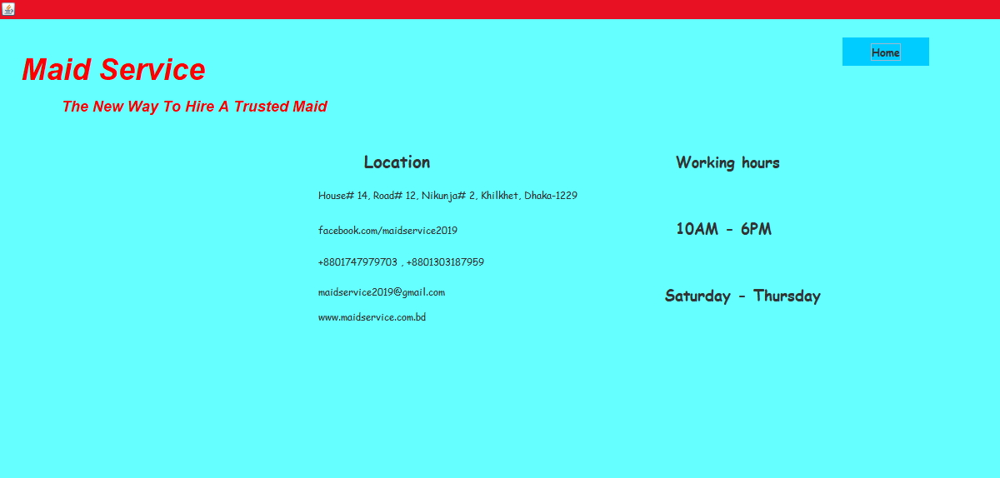 Home
Maid Service
The New Way To Hire A Trusted Maid
Location
House# 14, Road# 12, Nikunja# 2, Khilkhet, Dhaka-1229
facebook.com/maidservice2019
+8801747979703 , +8801303187959
maidservice2019@gmail.com
www.maidservice.com.bd
Working hours
10AM - 6PM
Saturday - Thursday